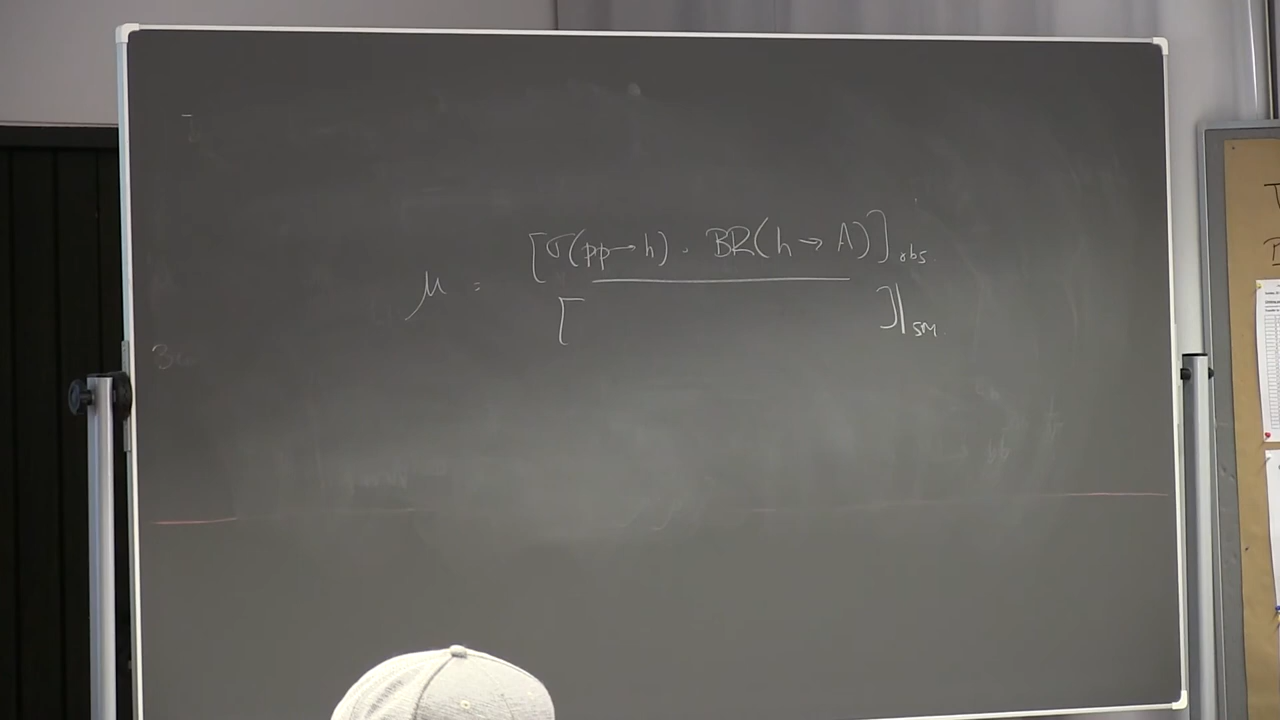 [σ(pp→h) . BR(h→A)]obs.
μ =
[ ]|SM.